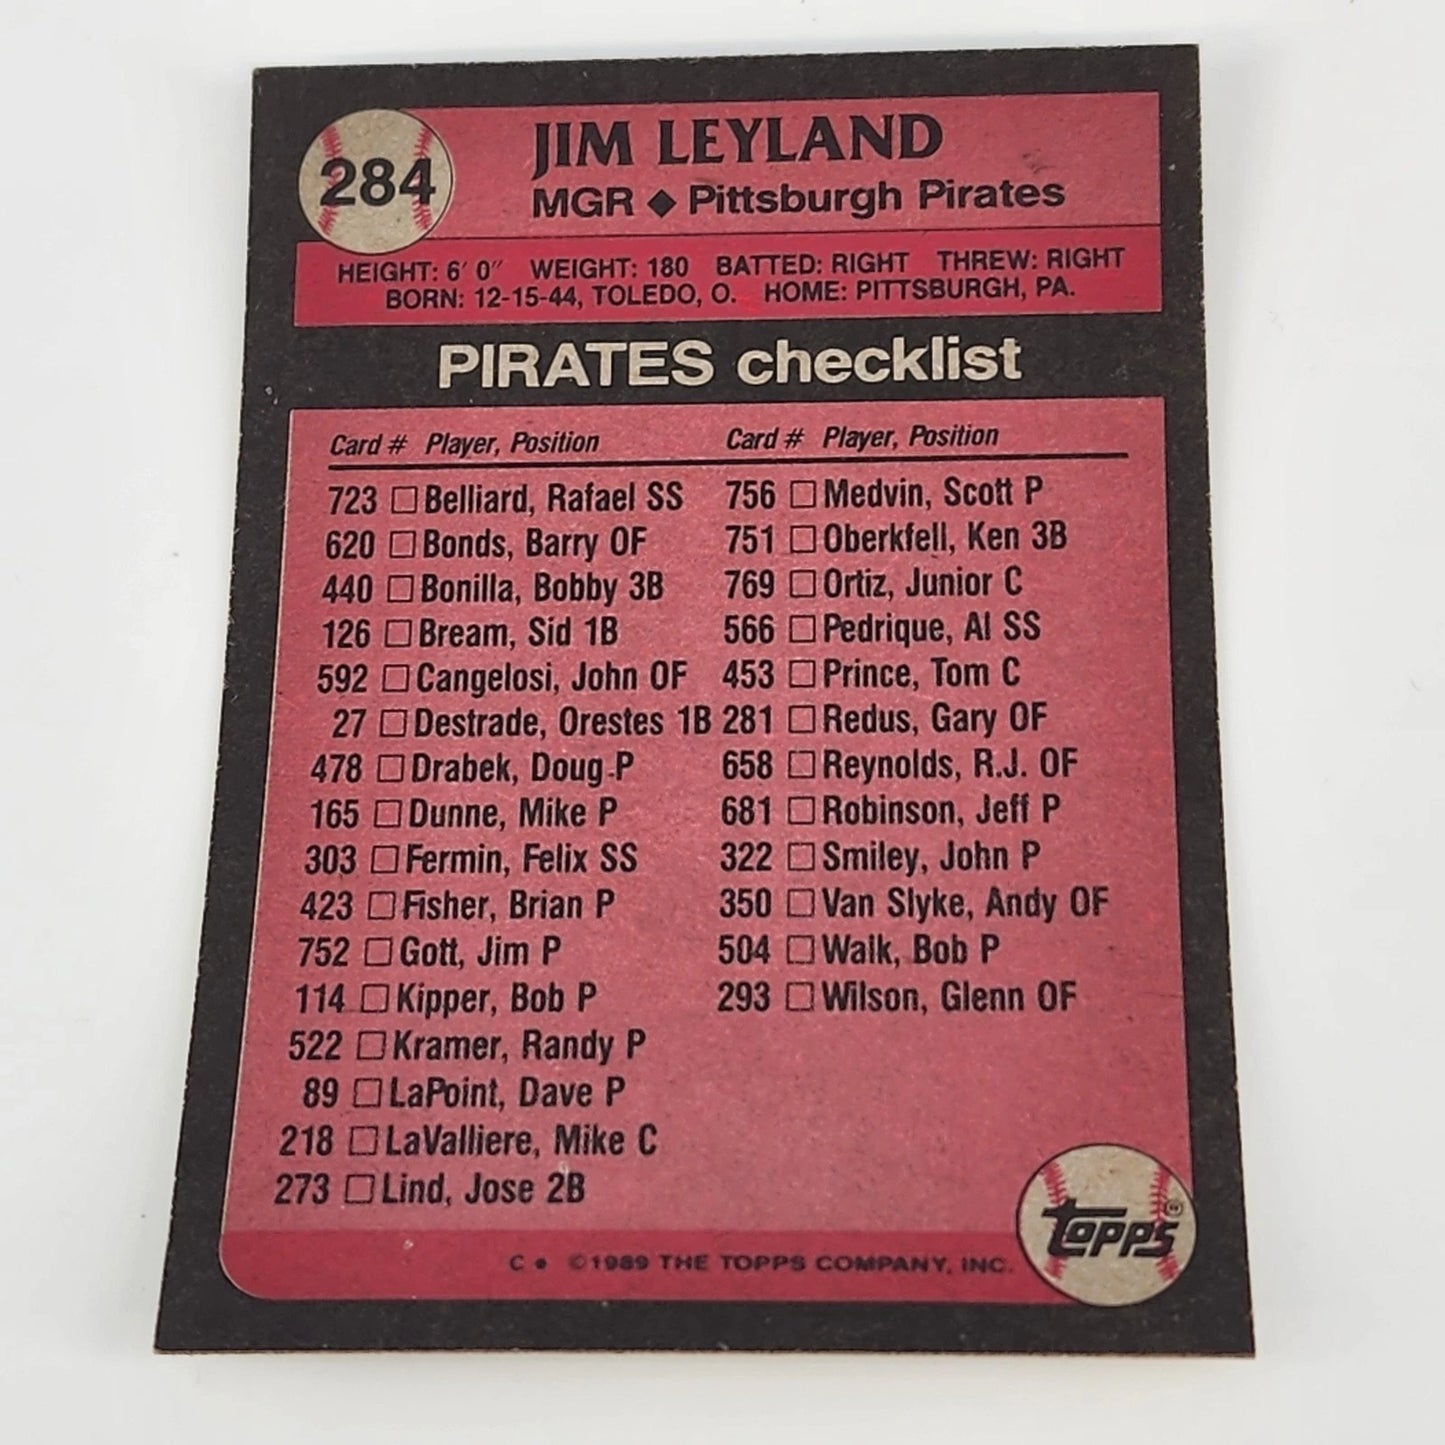 284
JIM LEYLAND
MGR ◆ Pittsburgh Pirates
HEIGHT: 6' 0" WEIGHT: 180 BATTED: RIGHT THREW: RIGHT
BORN: 12-15-44, TOLEDO, O. HOME: PITTSBURGH, PA.
PIRATES checklist
Card # Player, Position
723 □ Belliard, Rafael SS
620 □ Bonds, Barry OF
440 □ Bonilla, Bobby 3B
126 □ Bream, Sid 1B
592 □ Cangelosi, John OF
27 □ Destrade, Orestes 1B
478 □ Drabek, Doug P
165 □ Dunne, Mike P
303 □ Fermin, Felix SS
423 □ Fisher, Brian P
752 □ Gott, Jim P
114 □ Kipper, Bob P
522 □ Kramer, Randy P
89 □ LaPoint, Dave P
218 □ LaValliere, Mike C
273 □ Lind, Jose 2B
Card # Player, Position
756 □ Medvin, Scott P
751 □ Oberkfell, Ken 3B
769 □ Ortiz, Junior C
566 □ Pedrique, Al SS
453 □ Prince, Tom C
281 □ Redus, Gary OF
658 □ Reynolds, R.J. OF
681 □ Robinson, Jeff P
322 □ Smiley, John P
350 □ Van Slyke, Andy OF
504 □ Walk, Bob P
293 □ Wilson, Glenn OF
C ● ©1989 THE TOPPS COMPANY, INC.
TOPPS®